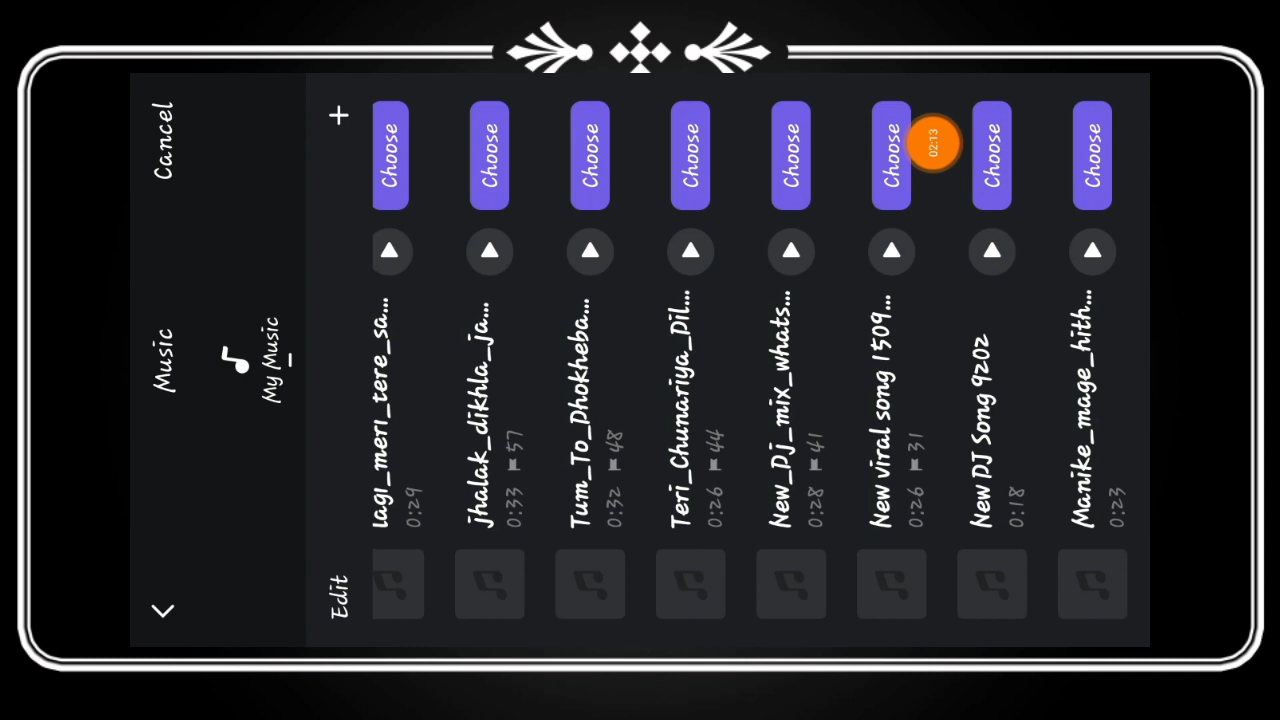 Music
Cancel
My Music
Edit
+
lagi_meri_tere_sa...
0:29
Choose
jhalak_dikhla_ja...
0:33 57
Choose
Tum_To_Dhokheba...
0:32 48
Choose
Teri_Chunariya_Dil...
0:26 44
Choose
New_Dj_mix_whats...
0:28 41
Choose
New viral song 1509...
0:26 31
Choose
02:13
New DJ Song 9202
0:18
Choose
Manike_mage_hith...
0:23
Choose